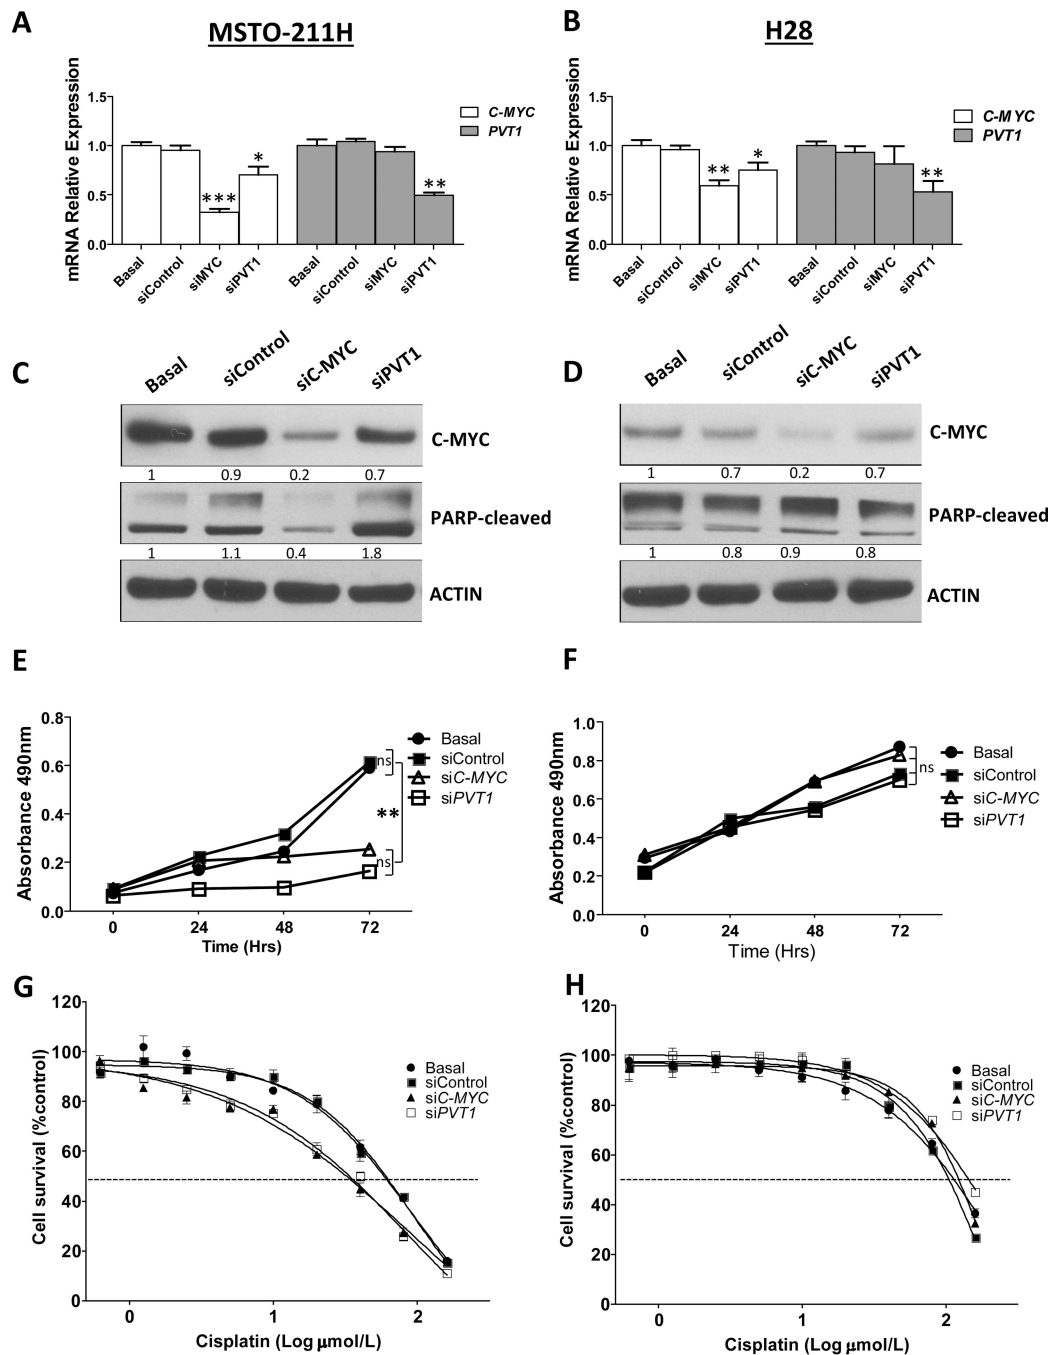 A
MSTO-211H
mRNA Relative Expression
1.5
1.0
0.5
0.0
***
*
**
C-MYC
PVT1
Basal
siControl
siMYC
siPVT1
Basal
siControl
siMYC
siPVT1
B
H28
mRNA Relative Expression
1.5
1.0
0.5
0.0
**
*
**
C-MYC
PVT1
Basal
siControl
siMYC
siPVT1
Basal
siControl
siMYC
siPVT1
C
Basal
siControl
siC-MYC
siPVT1
C-MYC
1 0.9 0.2 0.7
PARP-cleaved
1 1.1 0.4 1.8
ACTIN
D
Basal
siControl
siC-MYC
siPVT1
C-MYC
1 0.7 0.2 0.7
PARP-cleaved
1 0.8 0.9 0.8
ACTIN
E
Absorbance 490nm
0.8
0.6
0.4
0.2
0.0
ns
**
ns
Basal
siControl
siC-MYC
siPVT1
0 24 48 72
Time (Hrs)
F
Absorbance 490nm
1.0
0.8
0.6
0.4
0.2
0.0
ns
Basal
siControl
siC-MYC
siPVT1
0 24 48 72
Time (Hrs)
G
Cell survival (%control)
120
100
80
60
40
20
0
Basal
siControl
siC-MYC
siPVT1
0 1 2
Cisplatin (Log µmol/L)
H
Cell survival (%control)
120
100
80
60
40
20
0
Basal
siControl
siC-MYC
siPVT1
0 1 2
Cisplatin (Log µmol/L)